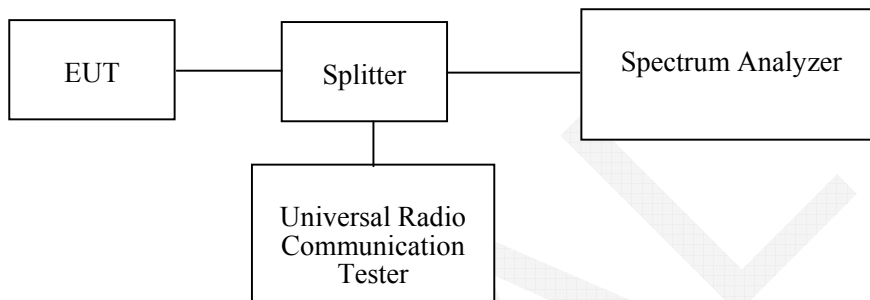 EUT
Splitter
Spectrum Analyzer
Universal Radio
Communication
Tester